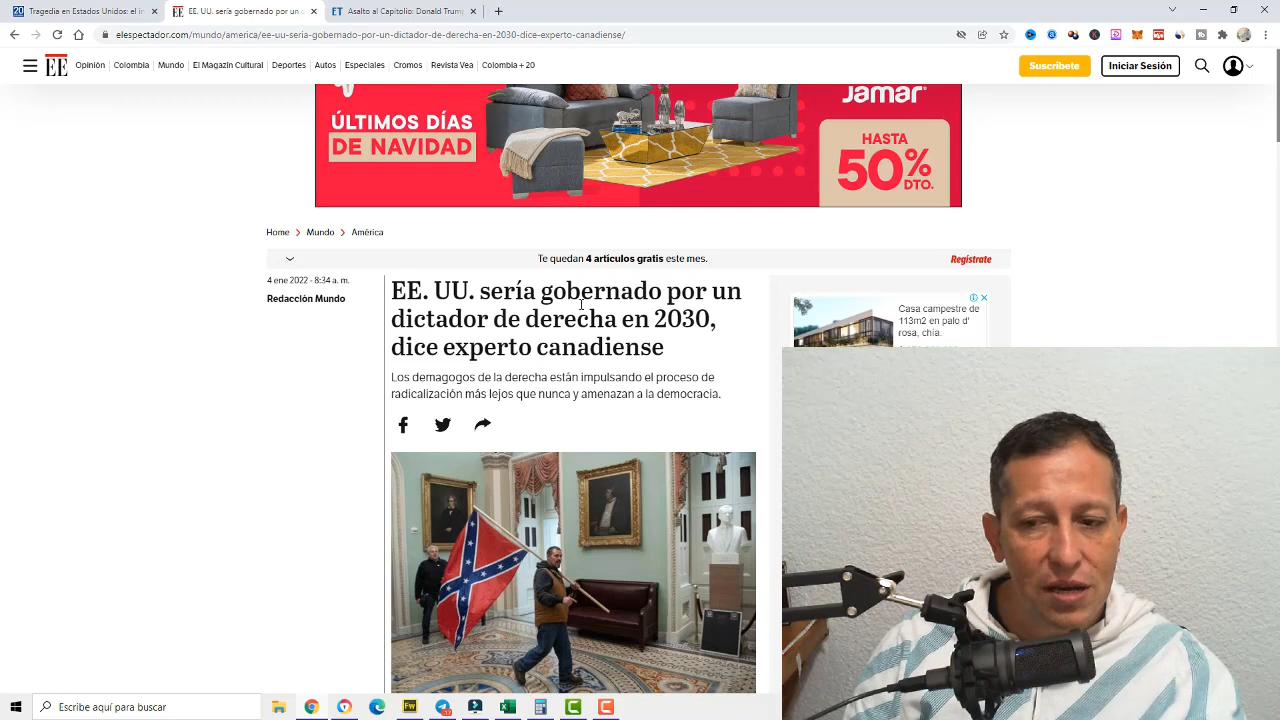 Tragedia en Estados Unidos: el in
EE. UU. sería gobernado por un d
Asalto al Capitolio: Donald Trump
elespectador.com/mundo/america/ee-uu-seria-gobernado-por-un-dictador-de-derecha-en-2030-dice-experto-canadiense/
EE
Opinión Colombia Mundo El Magazín Cultural Deportes Autos Especiales Cromos Revista Vea Colombia + 20
Suscríbete
Iniciar Sesión
ÚLTIMOS DÍAS
DE NAVIDAD
Jamar
HASTA
50%
DTO.
Home > Mundo > América
Te quedan 4 artículos gratis este mes.
Regístrate
4 ene 2022 - 8:34 a. m.
Redacción Mundo
EE. UU. sería gobernado por un
dictador de derecha en 2030,
dice experto canadiense
Los demagogos de la derecha están impulsando el proceso de
radicalización más lejos que nunca y amenazan a la democracia.
Casa campestre de
113m2 en palo d'
rosa, chía.
Escribe aquí para buscar